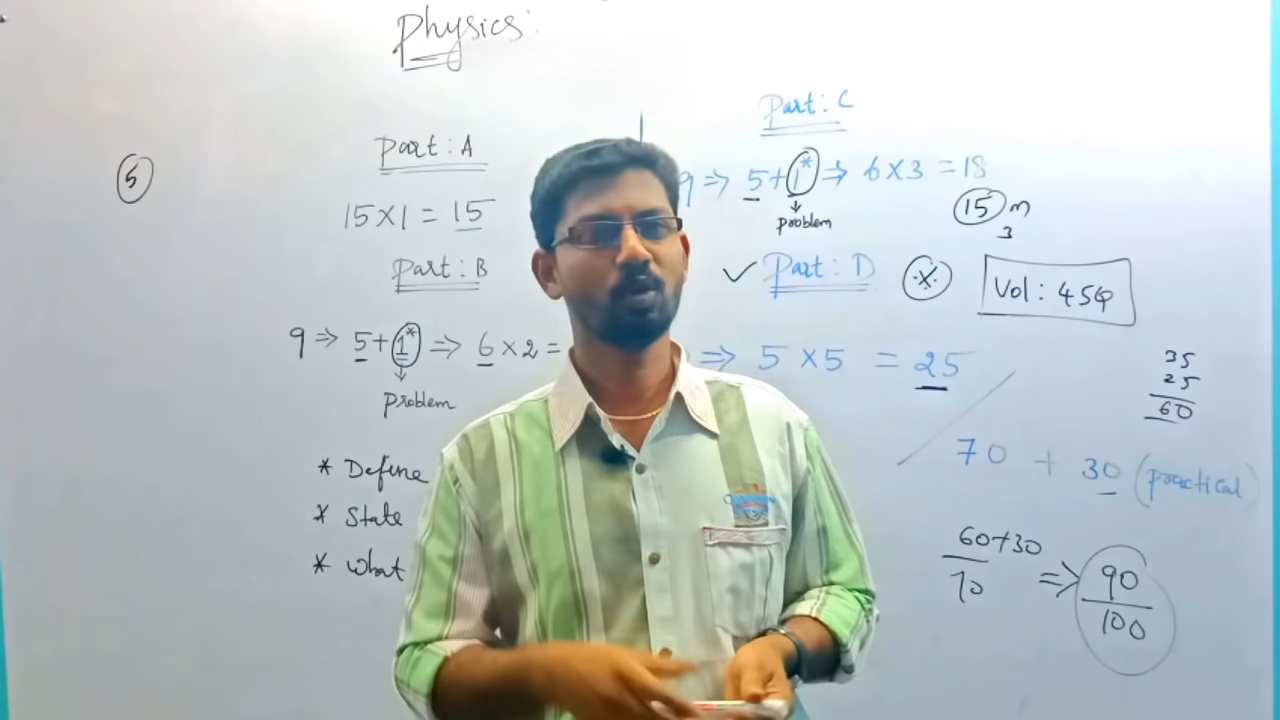 Physics:
5
Part: A
15 x 1 = 15
Part: B
9 ⇒ 5 + 1* ⇒ 6 x 2 =
problem
* Define
* State
* What
Part: C
9 ⇒ 5 + 1* ⇒ 6 x 3 = 18
problem
15 m
3
✓ Part: D
Vol: 4 5Q
⇒ 5 x 5 = 25
35
25
60
70 + 30 (practical)
60+30
70
⇒ 90
100